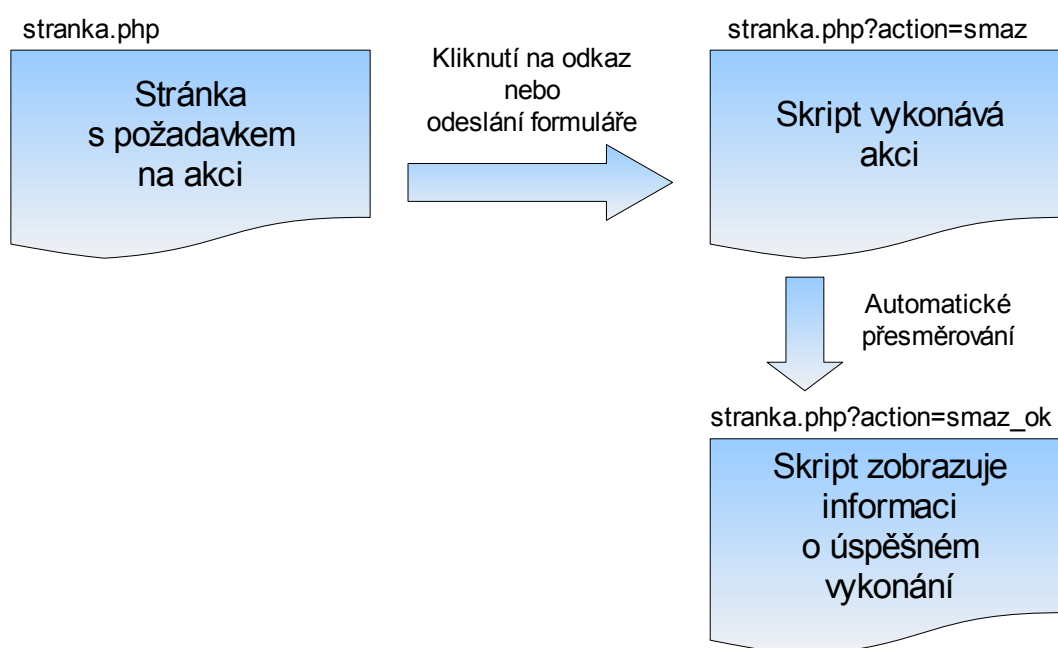 stranka.php
Stránka
s požadavkem
na akci
Kliknutí na odkaz
nebo
odeslání formuláře
stranka.php?action=smaz
Skript vykonává
akci
Automatické
přesměrování
stranka.php?action=smaz_ok
Skript zobrazuje
informaci
o úspěšném
vykonání